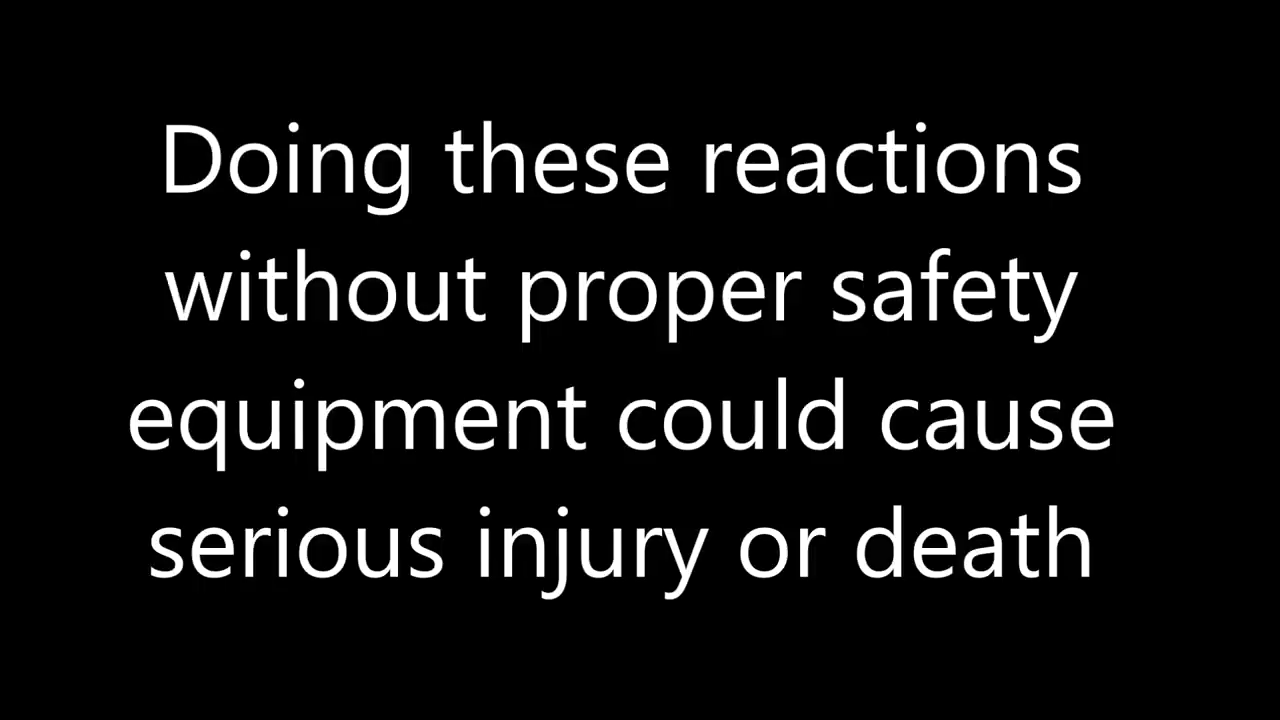 Doing these reactions
without proper safety
equipment could cause
serious injury or death